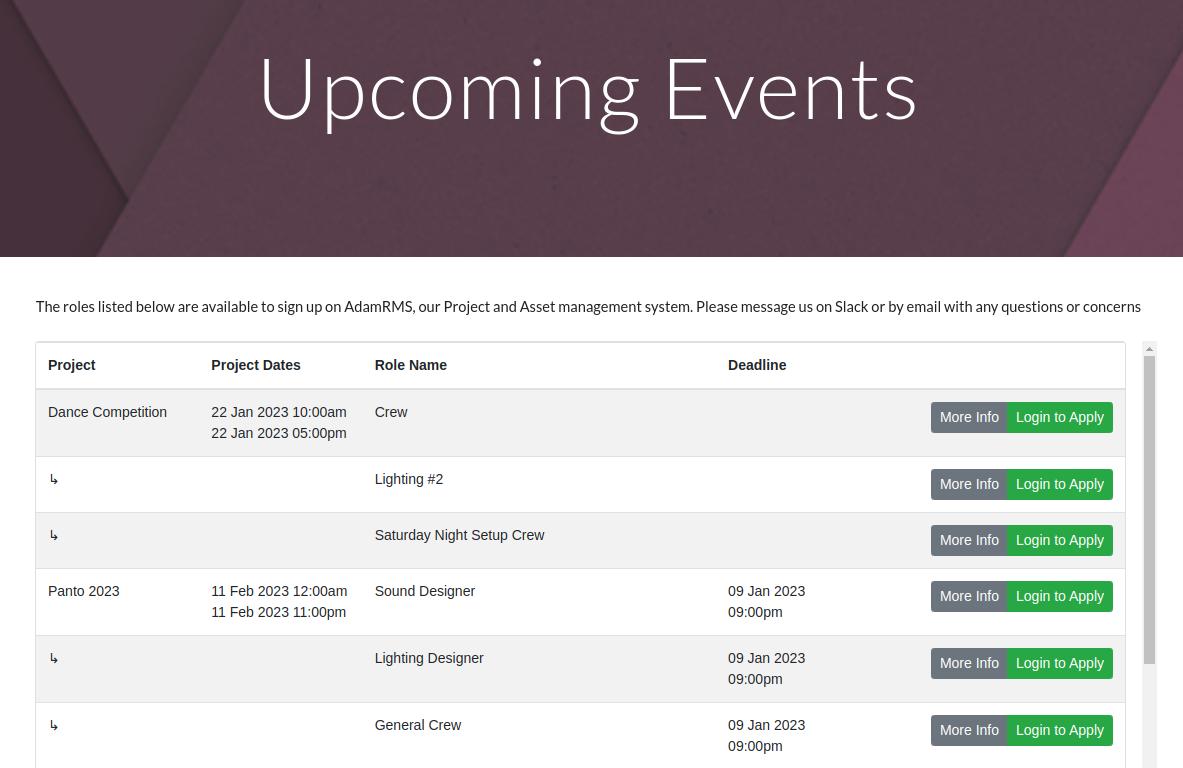 Upcoming Events
The roles listed below are available to sign up on AdamRMS, our Project and Asset management system. Please message us on Slack or by email with any questions or concerns
Project Project Dates Role Name Deadline
Dance Competition 22 Jan 2023 10:00am Crew More Info Login to Apply
22 Jan 2023 05:00pm
↳ Lighting #2 More Info Login to Apply
↳ Saturday Night Setup Crew More Info Login to Apply
Panto 2023 11 Feb 2023 12:00am Sound Designer 09 Jan 2023 More Info Login to Apply
11 Feb 2023 11:00pm 09:00pm
↳ Lighting Designer 09 Jan 2023 More Info Login to Apply
09:00pm
↳ General Crew 09 Jan 2023 More Info Login to Apply
09:00pm